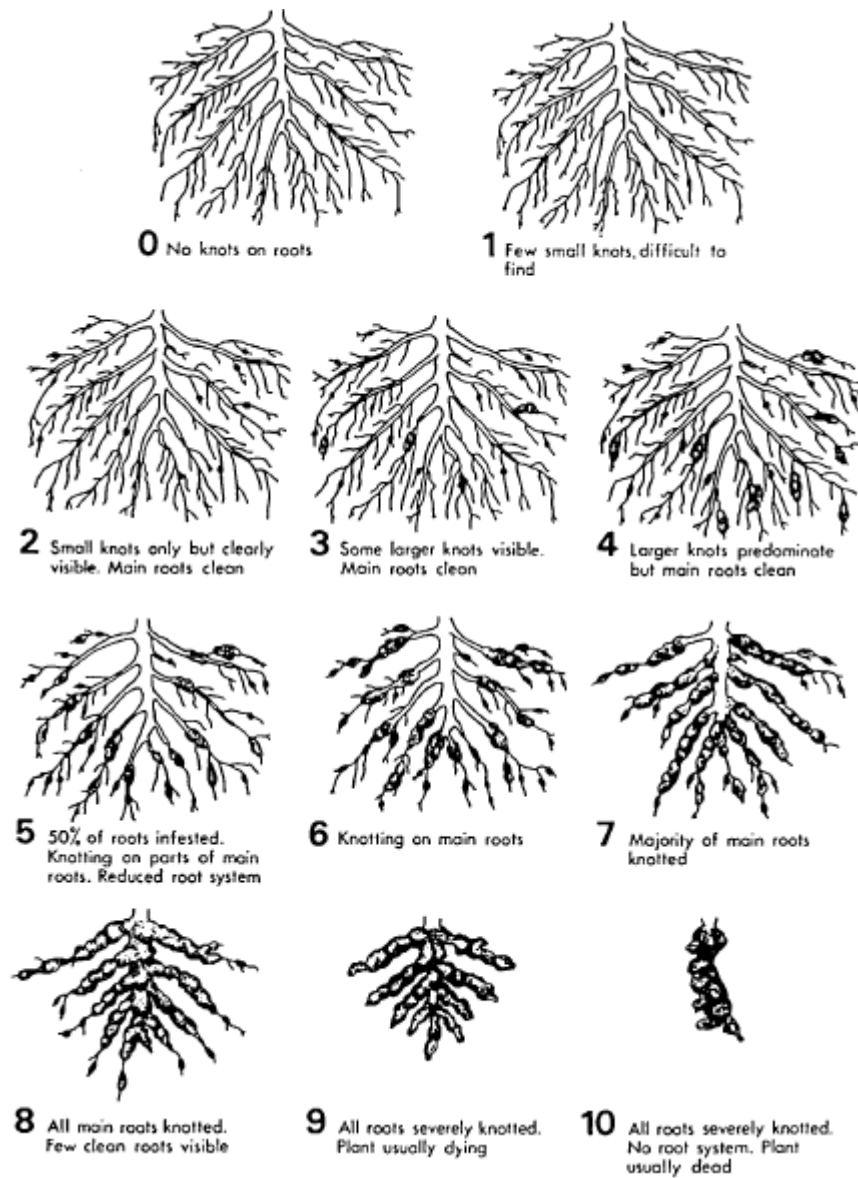 0 No knots on roots
1 Few small knots, difficult to
find
2 Small knots only but clearly
visible. Main roots clean
3 Some larger knots visible.
Main roots clean
4 Larger knots predominate
but main roots clean
5 50% of roots infested.
Knotting on parts of main
roots. Reduced root system
6 Knotting on main roots
7 Majority of main roots
knotted
8 All main roots knotted.
Few clean roots visible
9 All roots severely knotted.
Plant usually dying
10 All roots severely knotted.
No root system. Plant
usually dead